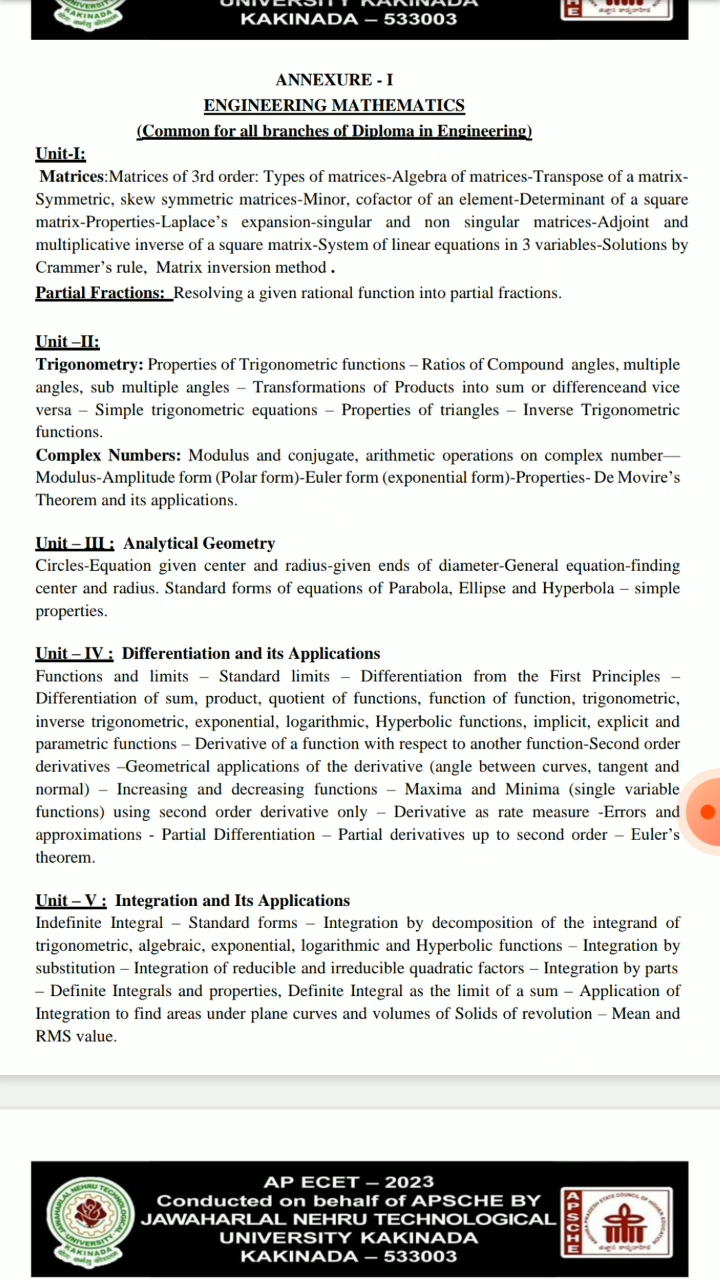 UNIVERSITY KAKINADA
KAKINADA – 533003
KAKINADA
ANNEXURE - I
ENGINEERING MATHEMATICS
(Common for all branches of Diploma in Engineering)
Unit-I:
Matrices:Matrices of 3rd order: Types of matrices-Algebra of matrices-Transpose of a matrix-
Symmetric, skew symmetric matrices-Minor, cofactor of an element-Determinant of a square
matrix-Properties-Laplace's expansion-singular and non singular matrices-Adjoint and
multiplicative inverse of a square matrix-System of linear equations in 3 variables-Solutions by
Crammer's rule, Matrix inversion method .
Partial Fractions: Resolving a given rational function into partial fractions.
Unit –II:
Trigonometry: Properties of Trigonometric functions – Ratios of Compound angles, multiple
angles, sub multiple angles – Transformations of Products into sum or differenceand vice
versa – Simple trigonometric equations – Properties of triangles – Inverse Trigonometric
functions.
Complex Numbers: Modulus and conjugate, arithmetic operations on complex number—
Modulus-Amplitude form (Polar form)-Euler form (exponential form)-Properties- De Movire's
Theorem and its applications.
Unit – III : Analytical Geometry
Circles-Equation given center and radius-given ends of diameter-General equation-finding
center and radius. Standard forms of equations of Parabola, Ellipse and Hyperbola – simple
properties.
Unit – IV : Differentiation and its Applications
Functions and limits – Standard limits – Differentiation from the First Principles –
Differentiation of sum, product, quotient of functions, function of function, trigonometric,
inverse trigonometric, exponential, logarithmic, Hyperbolic functions, implicit, explicit and
parametric functions – Derivative of a function with respect to another function-Second order
derivatives –Geometrical applications of the derivative (angle between curves, tangent and
normal) – Increasing and decreasing functions – Maxima and Minima (single variable
functions) using second order derivative only – Derivative as rate measure -Errors and
approximations - Partial Differentiation – Partial derivatives up to second order – Euler's
theorem.
Unit – V : Integration and Its Applications
Indefinite Integral – Standard forms – Integration by decomposition of the integrand of
trigonometric, algebraic, exponential, logarithmic and Hyperbolic functions – Integration by
substitution – Integration of reducible and irreducible quadratic factors – Integration by parts
– Definite Integrals and properties, Definite Integral as the limit of a sum – Application of
Integration to find areas under plane curves and volumes of Solids of revolution – Mean and
RMS value.
AP ECET – 2023
Conducted on behalf of APSCHE BY
JAWAHARLAL NEHRU TECHNOLOGICAL
UNIVERSITY KAKINADA
KAKINADA – 533003
JAWAHARLAL NEHRU TECHNOLOGICAL
UNIVERSITY
KAKINADA
APSCHE